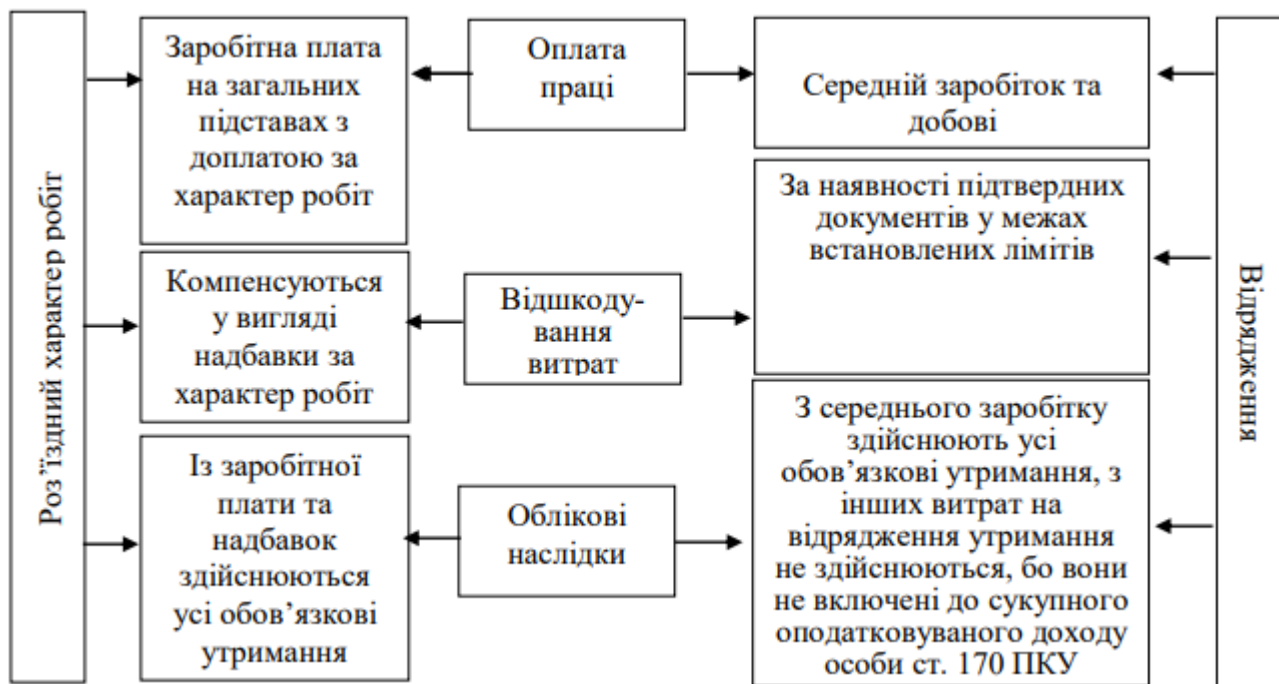 Роз’їздний характер робіт
Заробітна плата
на загальних
підставах з
доплатою за
характер робіт
Оплата
праці
Середній заробіток та
добові
Компенсуються
у вигляді
надбавки за
характер робіт
Відшкоду-
вання
витрат
За наявності підтвердних
документів у межах
встановлених лімітів
Із заробітної
плати та
надбавок
здійснюються
усі обов’язкові
утримання
Облікові
наслідки
З середнього заробітку
здійснюють усі
обов’язкові утримання, з
інших витрат на
відрядження утримання
не здійснюються, бо вони
не включені до сукупного
оподатковуваного доходу
особи ст. 170 ПКУ
Відрядження